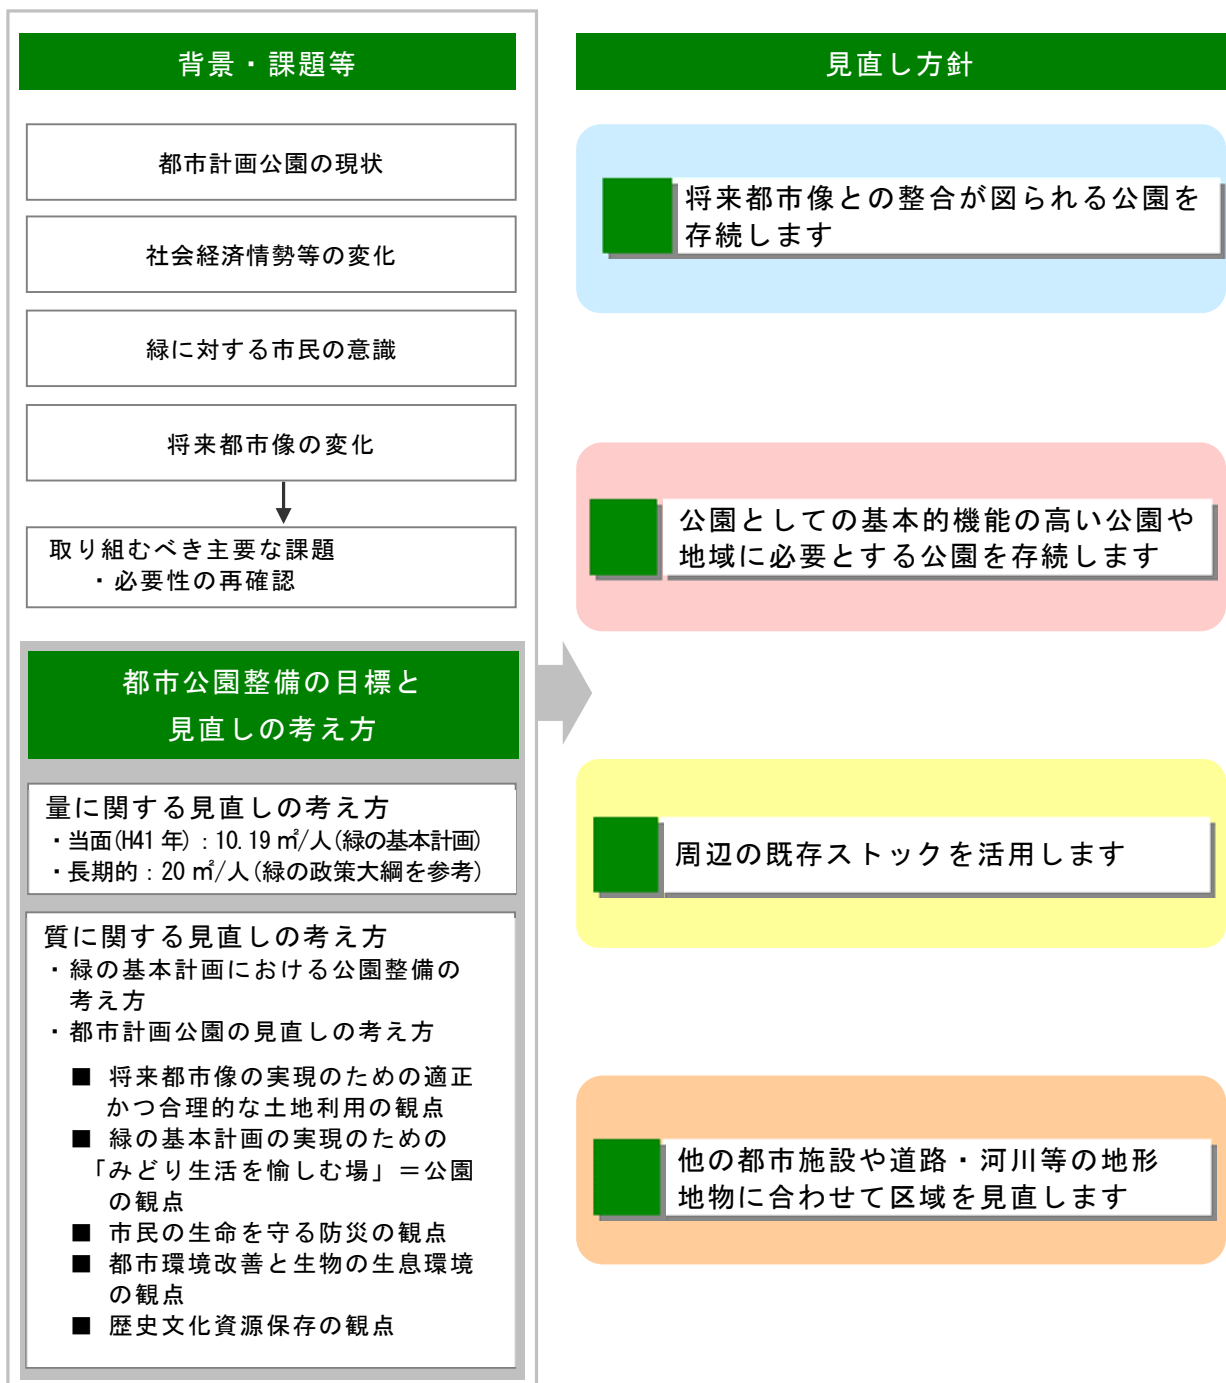 背景・課題等
都市計画公園の現状
社会経済情勢等の変化
緑に対する市民の意識
将来都市像の変化
取り組むべき主要な課題
・必要性の再確認
都市公園整備の目標と
見直しの考え方
量に関する見直しの考え方
・当面(H41年)：10.19㎡/人(緑の基本計画)
・長期的：20㎡/人(緑の政策大綱を参考)
質に関する見直しの考え方
・緑の基本計画における公園整備の
考え方
・都市計画公園の見直しの考え方
■ 将来都市像の実現のための適正
かつ合理的な土地利用の観点
■ 緑の基本計画の実現のための
「みどり生活を愉しむ場」＝公園
の観点
■ 市民の生命を守る防災の観点
■ 都市環境改善と生物の生息環境
の観点
■ 歴史文化資源保存の観点
見直し方針
将来都市像との整合が図られる公園を
存続します
公園としての基本的機能の高い公園や
地域に必要とする公園を存続します
周辺の既存ストックを活用します
他の都市施設や道路・河川等の地形
地物に合わせて区域を見直します